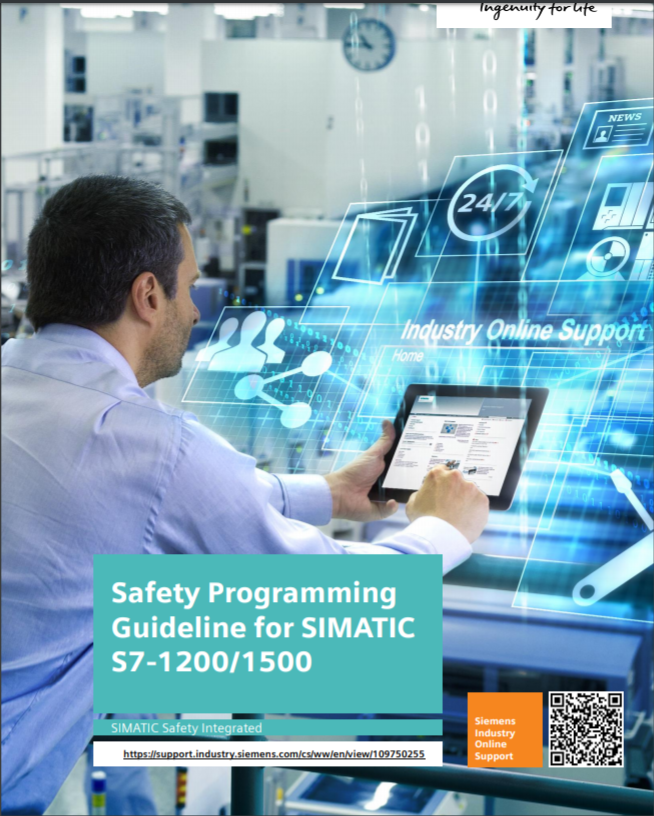 Ingenuity for life
NEWS
24/7
Industry Online Support
Home
Safety Programming
Guideline for SIMATIC
S7-1200/1500
SIMATIC Safety Integrated
https://support.industry.siemens.com/cs/ww/en/view/109750255
Siemens
Industry
Online
Support